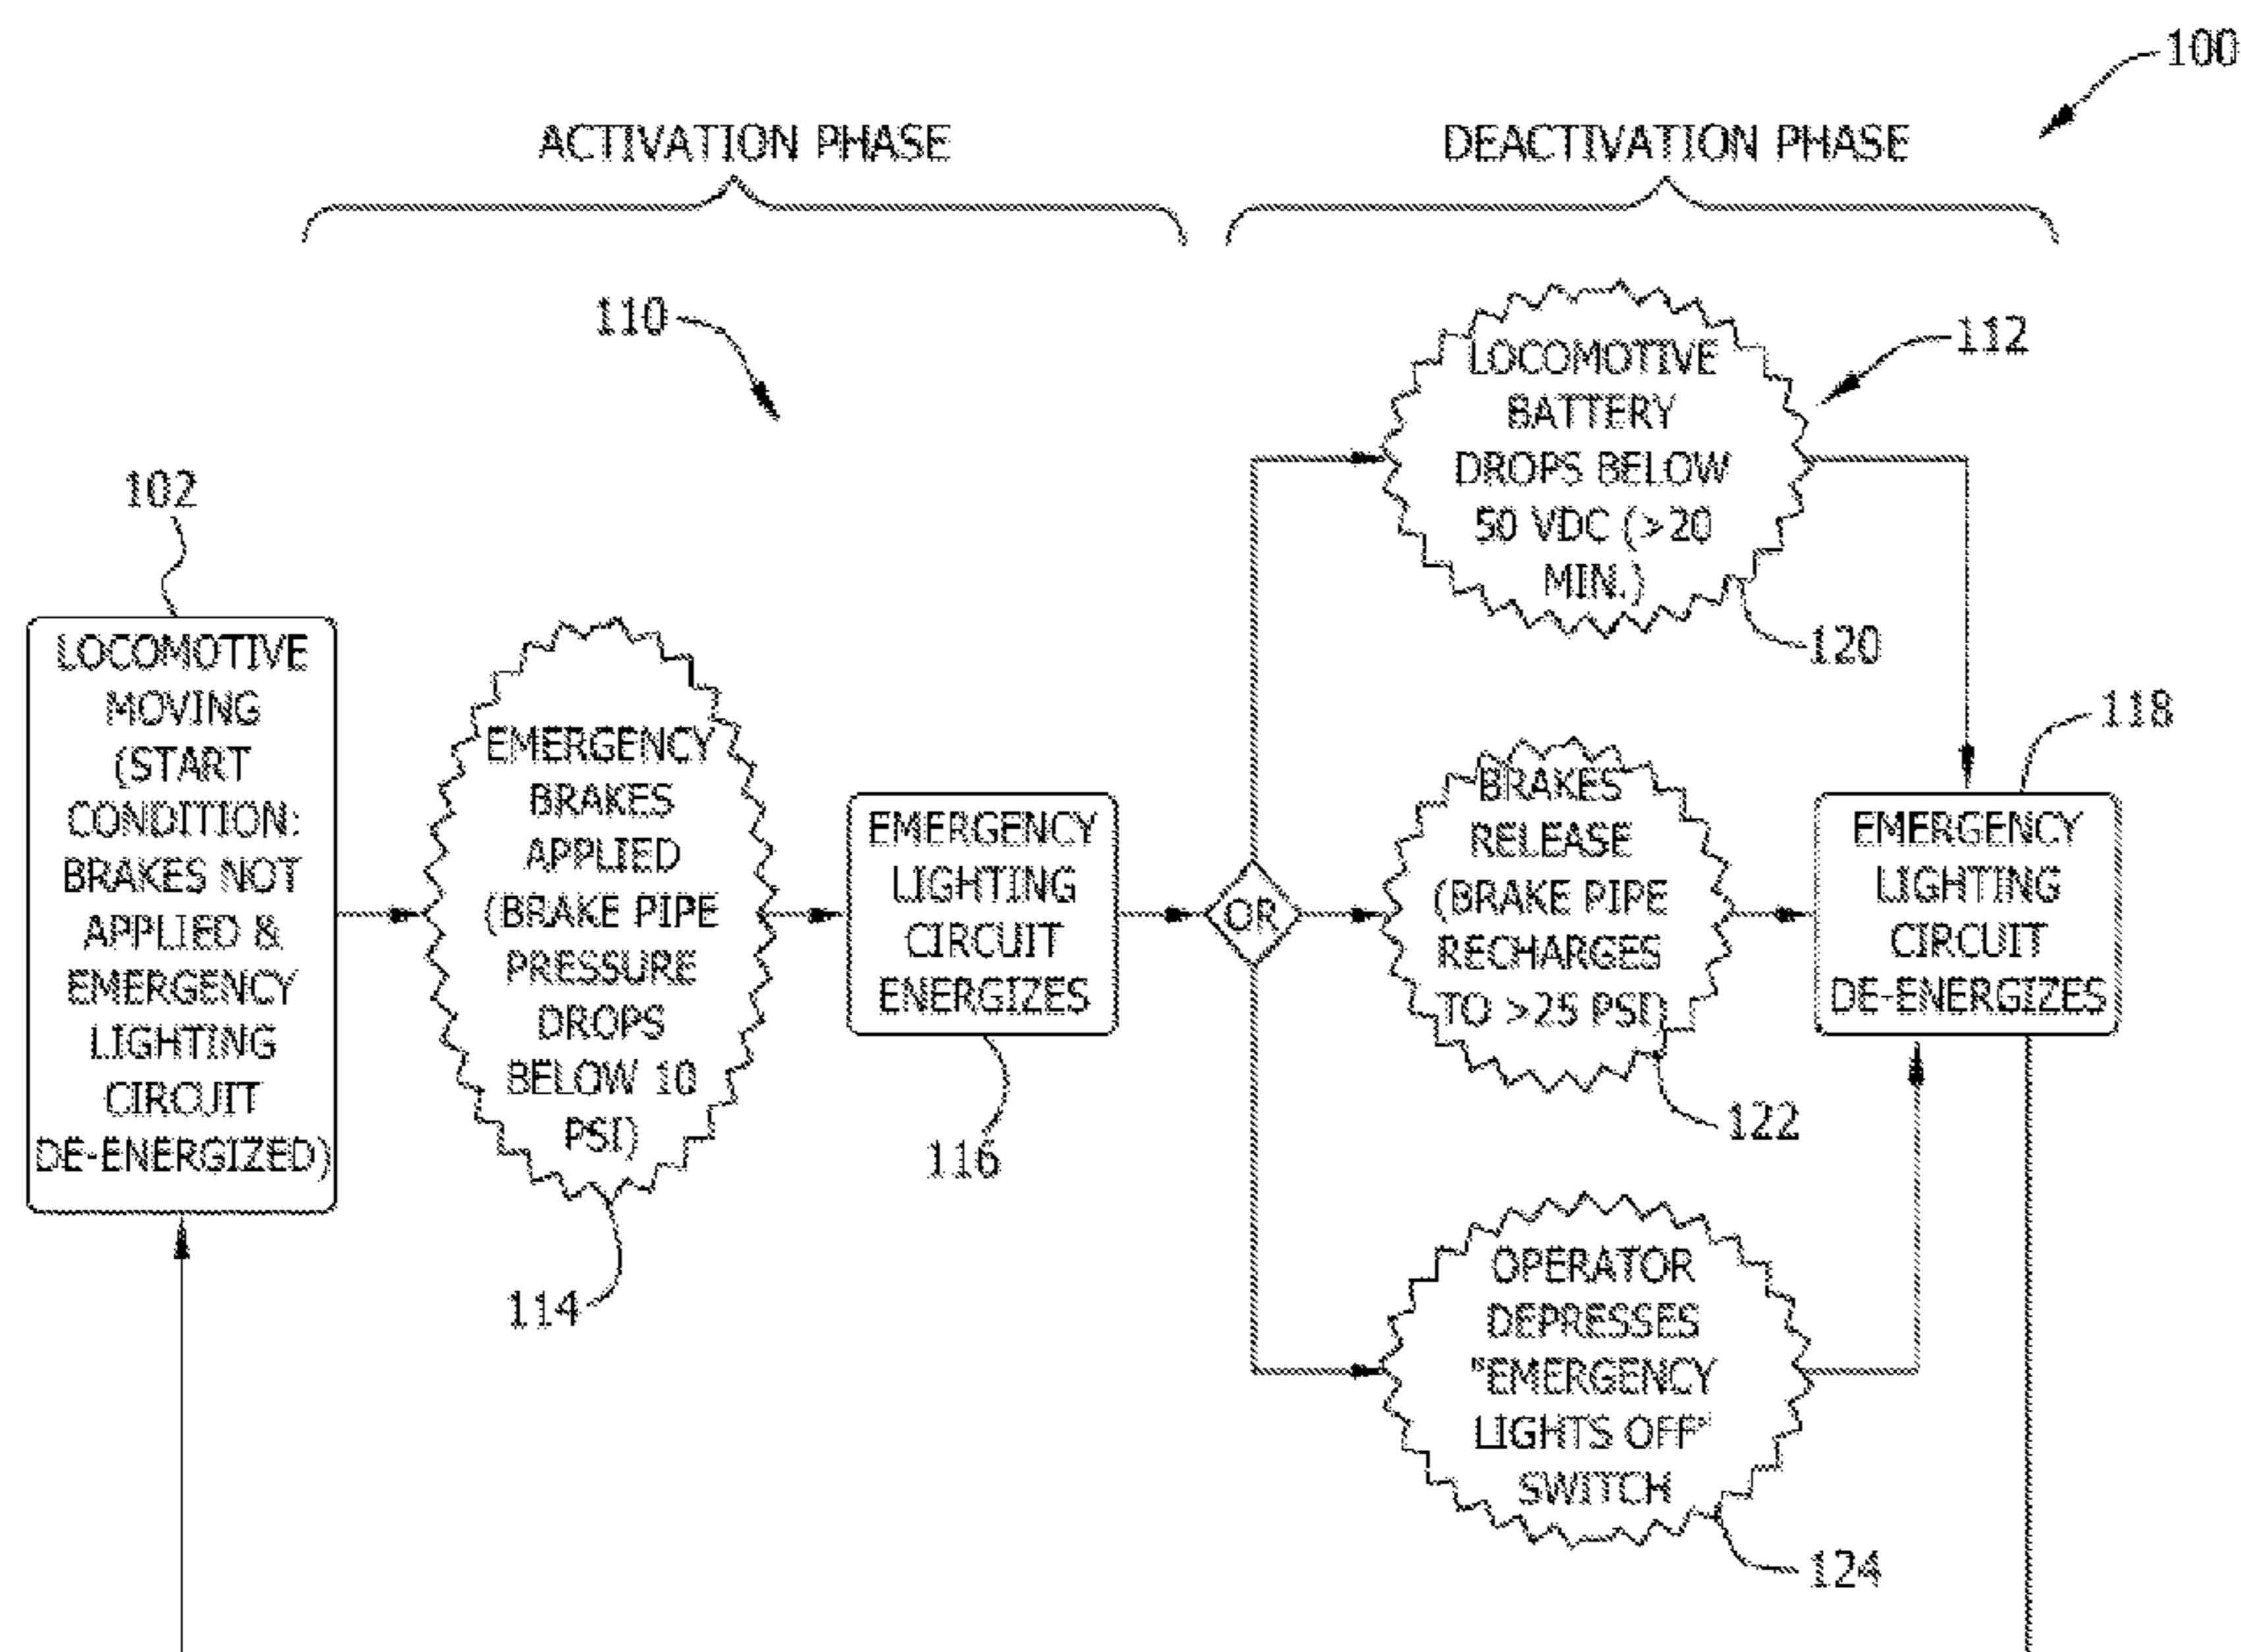 100
ACTIVATION PHASE
DEACTIVATION PHASE
110
112
102
LOCOMOTIVE
MOVING
(START
CONDITION:
BRAKES NOT
APPLIED &
EMERGENCY
LIGHTING
CIRCUIT
DE-ENERGIZED)
EMERGENCY
BRAKES
APPLIED
(BRAKE PIPE
PRESSURE
DROPS
BELOW 10
PSI)
114
EMERGENCY
LIGHTING
CIRCUIT
ENERGIZES
116
OR
LOCOMOTIVE
BATTERY
DROPS BELOW
50 VDC (>20
MIN.)
120
BRAKES
RELEASE
(BRAKE PIPE
RECHARGES
TO >25 PSI)
122
OPERATOR
DEPRESSES
"EMERGENCY
LIGHTS OFF"
SWITCH
124
118
EMERGENCY
LIGHTING
CIRCUIT
DE-ENERGIZES